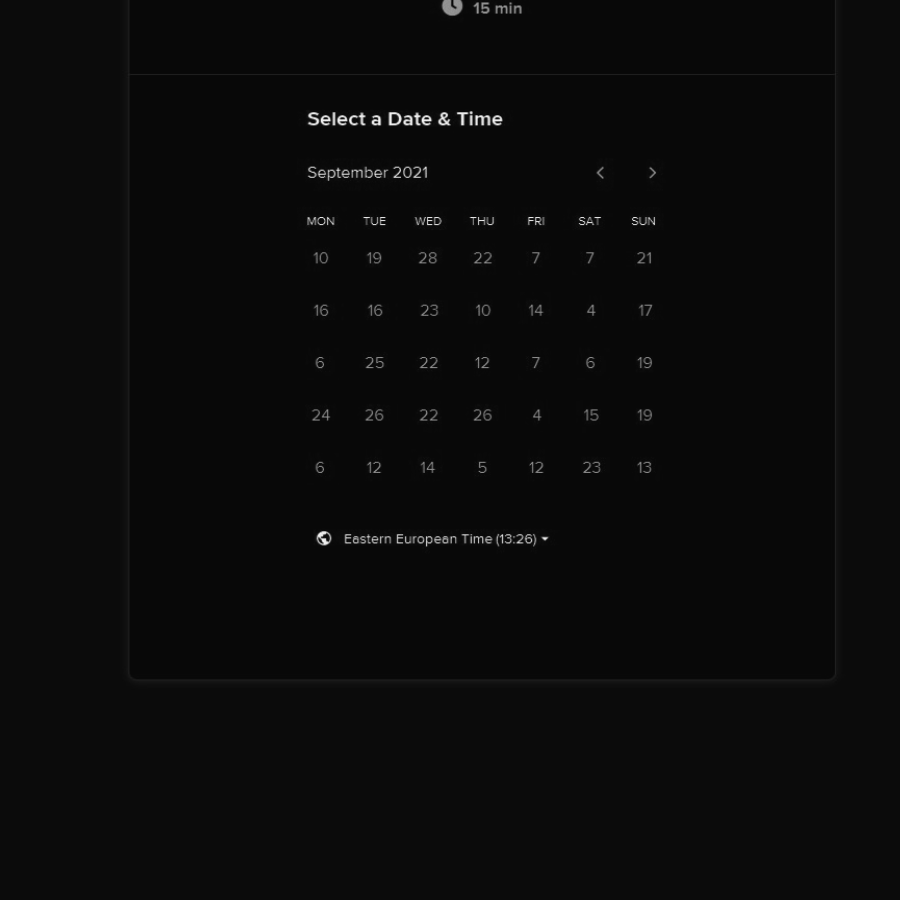 15 min
Select a Date & Time
September 2021
MON TUE WED THU FRI SAT SUN
10 19 28 22 7 7 21
16 16 23 10 14 4 17
6 25 22 12 7 6 19
24 26 22 26 4 15 19
6 12 14 5 12 23 13
Eastern European Time (13:26)